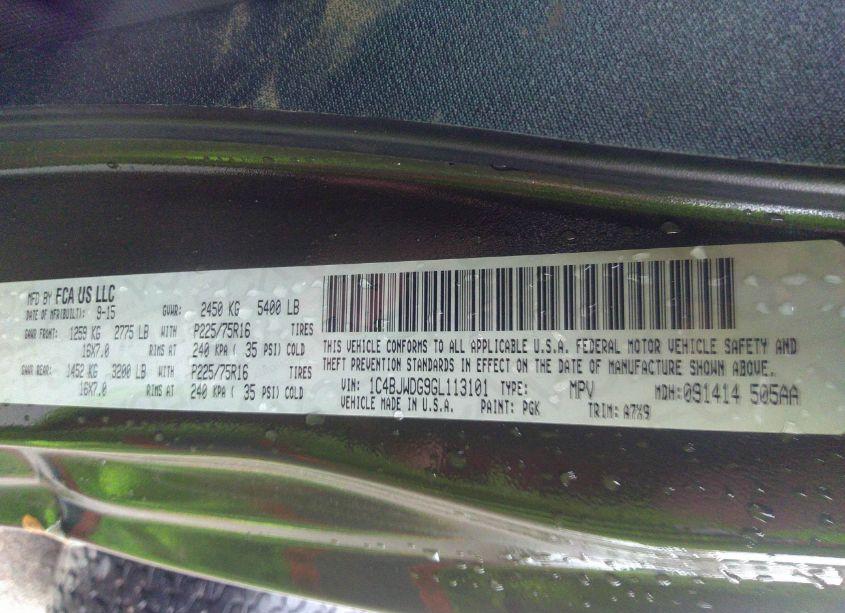 MFD BY FCA US LLC
DATE OF MFR(BUILT): 9-15 GVWR: 2450 KG 5400 LB
GAWR FRONT: 1259 KG 2775 LB WITH P225/75R16 TIRES
16X7.0 RIMS AT 240 KPA ( 35 PSI) COLD
GAWR REAR: 1452 KG 3200 LB WITH P225/75R16 TIRES
16X7.0 RIMS AT 240 KPA ( 35 PSI) COLD
THIS VEHICLE CONFORMS TO ALL APPLICABLE U.S.A. FEDERAL MOTOR VEHICLE SAFETY AND
THEFT PREVENTION STANDARDS IN EFFECT ON THE DATE OF MANUFACTURE SHOWN ABOVE.
VIN: 1C4BJWDG9GL113101 TYPE: MPV MDH: 091414 505AA
VEHICLE MADE IN U.S.A. PAINT: PGK TRIM: A7X9